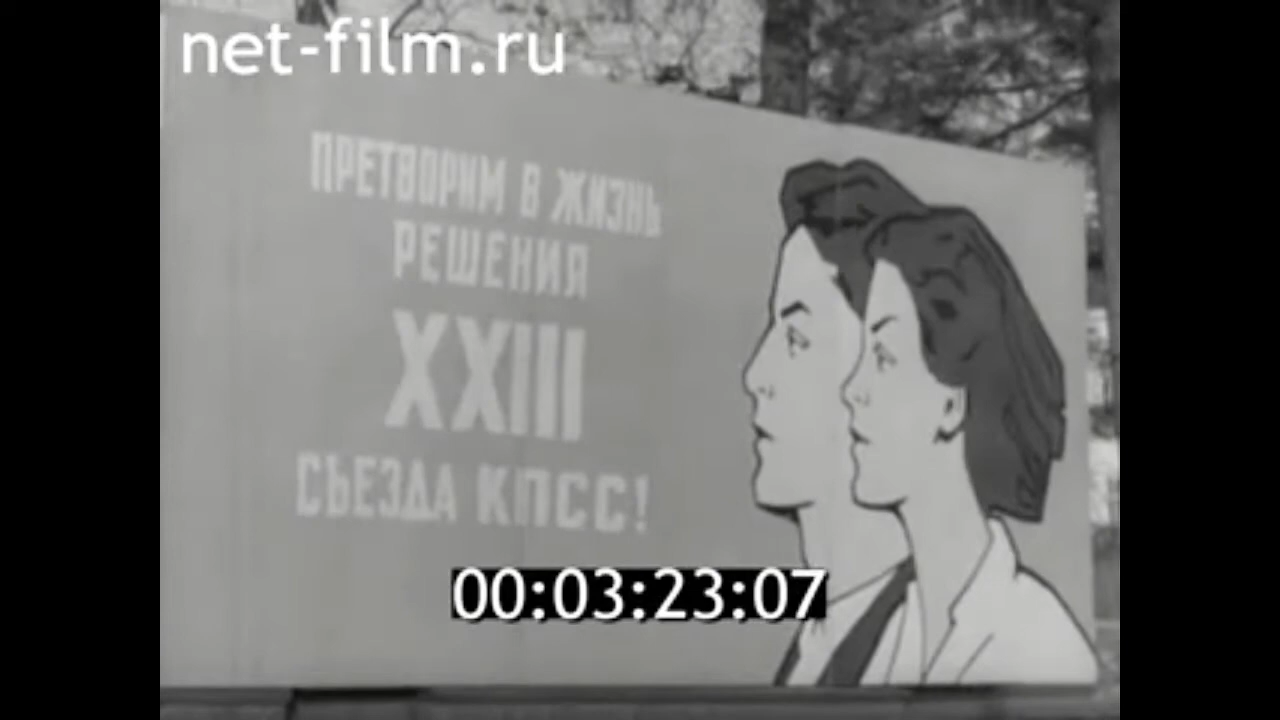 net-film.ru
ПРЕТВОРИМ В ЖИЗНЬ
РЕШЕНИЯ
XXIII
СЪЕЗДА КПСС!
00:03:23:07